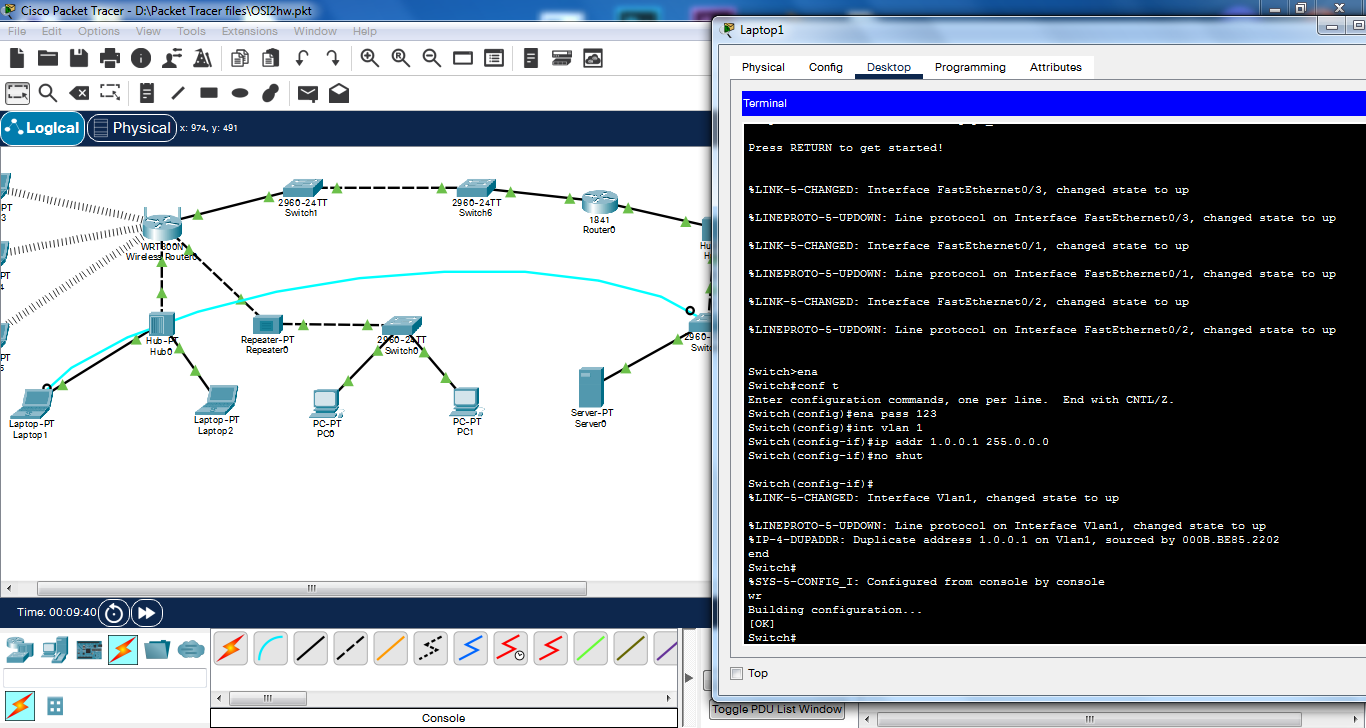 Cisco Packet Tracer - D:\Packet Tracer files\OSI2hw.pkt
File Edit Options View Tools Extensions Window Help
Logical Physical x: 974, y: 491
2960-24TT
Switch1
2960-24TT
Switch6
1841
Router0
PT
3
WRT300N
Wireless Router0
PT
4
Hub-PT
Hub0
Repeater-PT
Repeater0
2960-24TT
Switch0
2960-24
PT
5
Laptop-PT
Laptop1
Laptop-PT
Laptop2
PC-PT
PC0
PC-PT
PC1
Server-PT
Server0
Time: 00:09:40
Console
Toggle PDU List Window
Laptop1
Physical Config Desktop Programming Attributes
Terminal
Press RETURN to get started!
%LINK-5-CHANGED: Interface FastEthernet0/3, changed state to up
%LINEPROTO-5-UPDOWN: Line protocol on Interface FastEthernet0/3, changed state to up
%LINK-5-CHANGED: Interface FastEthernet0/1, changed state to up
%LINEPROTO-5-UPDOWN: Line protocol on Interface FastEthernet0/1, changed state to up
%LINK-5-CHANGED: Interface FastEthernet0/2, changed state to up
%LINEPROTO-5-UPDOWN: Line protocol on Interface FastEthernet0/2, changed state to up
Switch>ena
Switch#conf t
Enter configuration commands, one per line. End with CNTL/Z.
Switch(config)#ena pass 123
Switch(config)#int vlan 1
Switch(config-if)#ip addr 1.0.0.1 255.0.0.0
Switch(config-if)#no shut
Switch(config-if)#
%LINK-5-CHANGED: Interface Vlan1, changed state to up
%LINEPROTO-5-UPDOWN: Line protocol on Interface Vlan1, changed state to up
%IP-4-DUPADDR: Duplicate address 1.0.0.1 on Vlan1, sourced by 000B.BE85.2202
end
Switch#
%SYS-5-CONFIG_I: Configured from console by console
wr
Building configuration...
[OK]
Switch#
Top